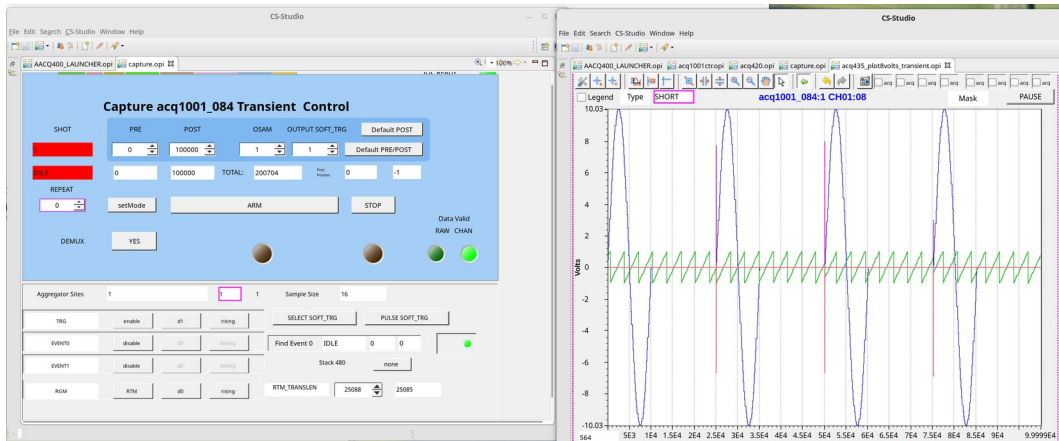 CS-Studio
File Edit Search CS-Studio Window Help
100%
AACQ400_LAUNCHER.opi capture.opi
Capture acq1001_084 Transient Control
SHOT PRE POST OSAM OUTPUT SOFT_TRG Default POST
0 100000 1 1 Default PRE/POST
IDLE 0 100000 TOTAL: 200704 0 -1
REPEAT
0 setMode ARM STOP
Data Valid
RAW CHAN
DEMUX YES
Aggregator Sites 1 1 1 Sample Size 16
TRG enable d1 rising SELECT SOFT_TRG PULSE SOFT_TRG
EVENT0 disable d0 falling Find Event 0 IDLE 0 0
EVENT1 disable d0 falling Stack 480 none
RGM RTM d0 rising RTM_TRANSLEN 25088 25085
CS-Studio
File Edit Search CS-Studio Window Help
AACQ400_LAUNCHER.opi acq1001ctr.opi acq420.opi capture.opi acq435_plot8volts_transient.opi
acq acq acq acq acq acq
Legend Type SHORT acq1001_084:1 CH01:08 Mask PAUSE
10.03
8
6
4
2
0
-2
-4
-6
-8
-10.03
Volts
564 5E3 1E4 1.5E4 2E4 2.5E4 3E4 3.5E4 4E4 4.5E4 5E4 5.5E4 6E4 6.5E4 7E4 7.5E4 8E4 8.5E4 9E4 9.9999E4